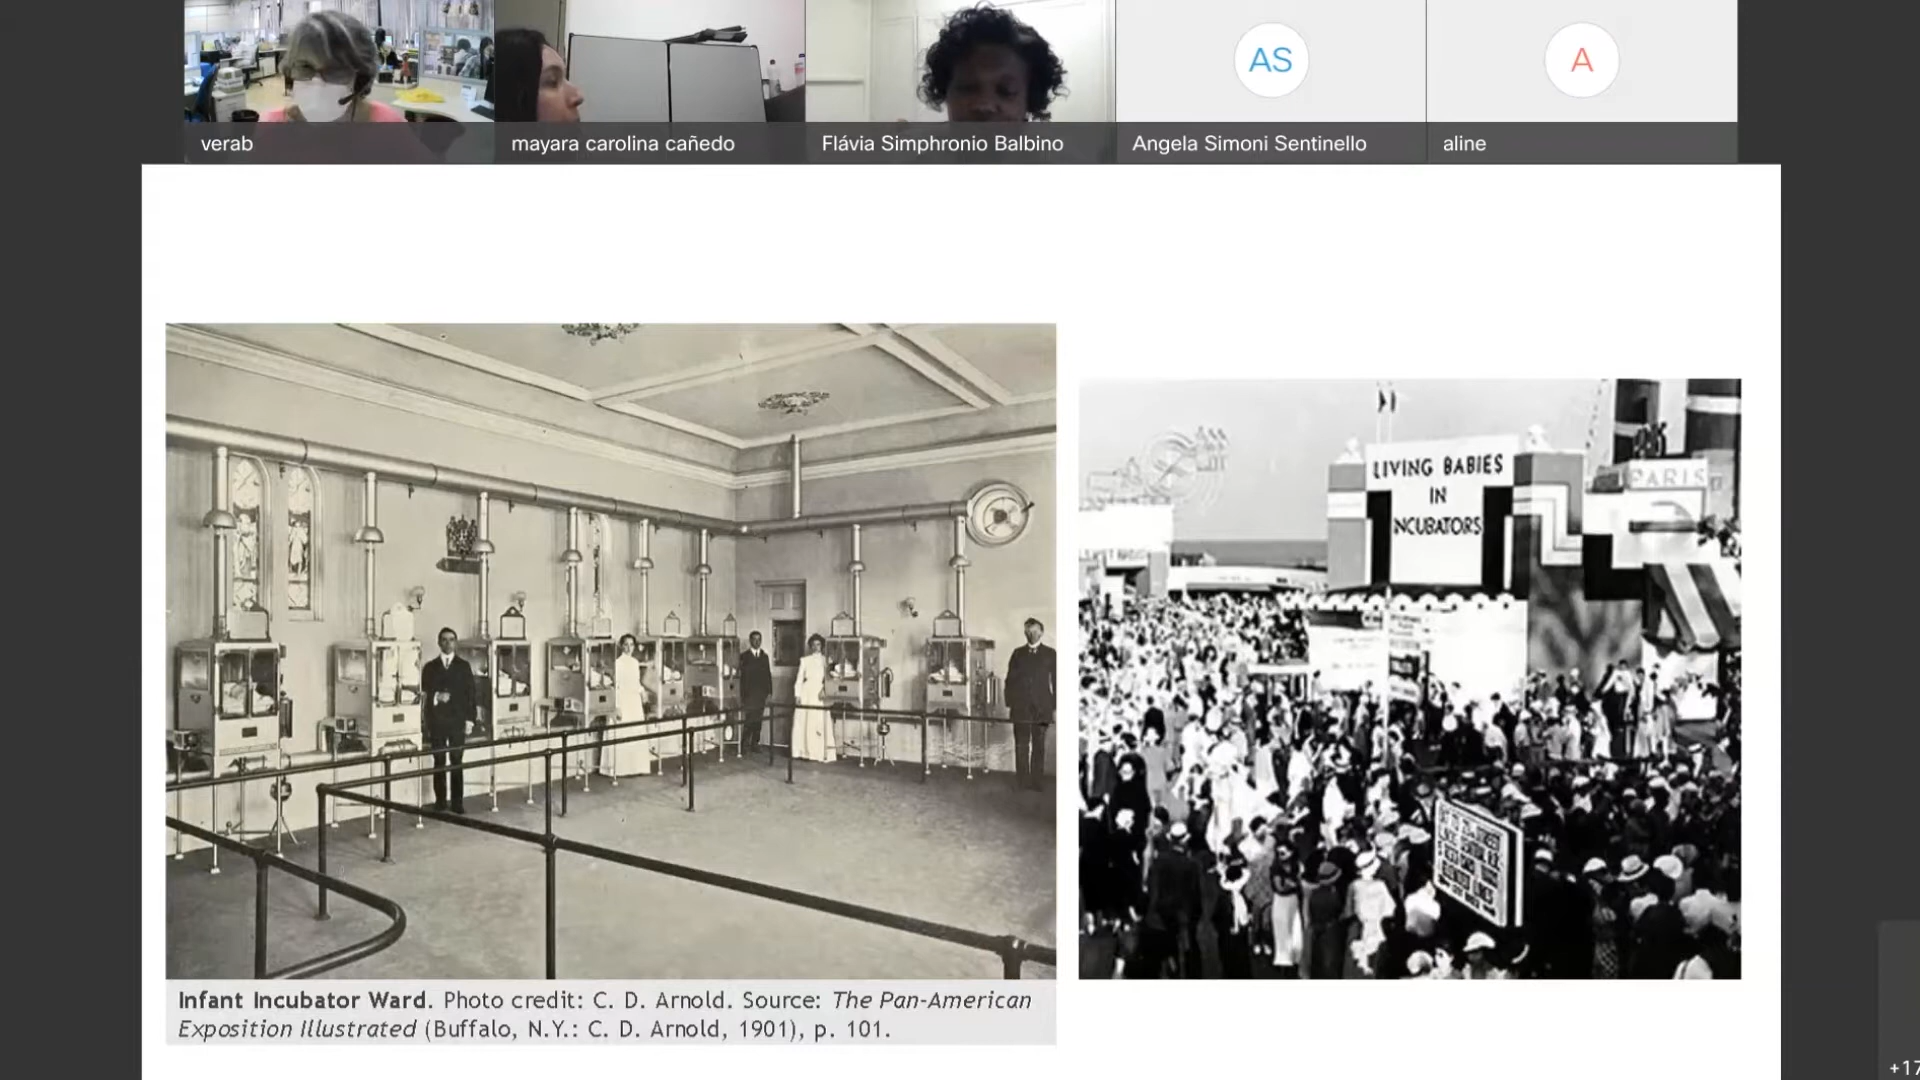 verab
mayara carolina cañedo
Flávia Simphronio Balbino
AS
Angela Simoni Sentinello
A
aline
LIVING BABIES
IN
INCUBATORS
PARIS
Infant Incubator Ward. Photo credit: C. D. Arnold. Source: The Pan-American
Exposition Illustrated (Buffalo, N.Y.: C. D. Arnold, 1901), p. 101.
+17